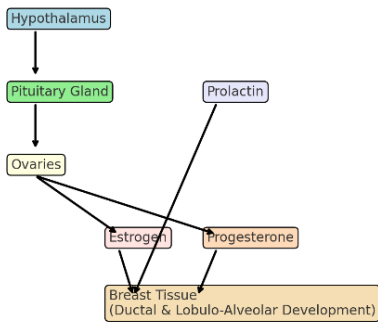 Hypothalamus
Pituitary Gland
Prolactin
Ovaries
Estrogen
Progesterone
Breast Tissue
(Ductal & Lobulo-Alveolar Development)